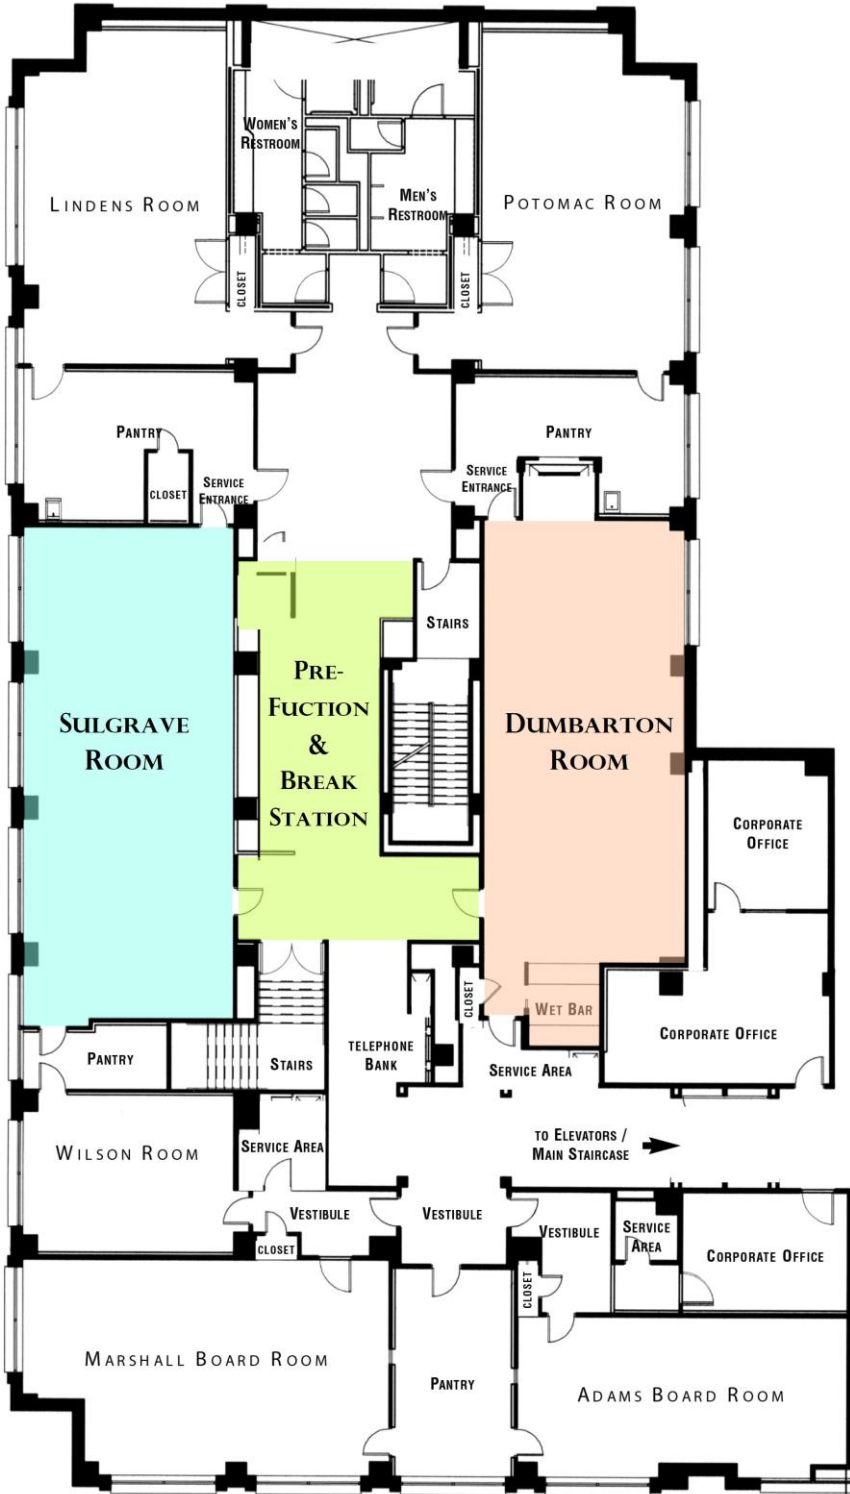 WOMEN'S
RESTROOM
LINDENS ROOM
MEN'S
RESTROOM
POTOMAC ROOM
CLOSET
CLOSET
PANTRY
PANTRY
CLOSET
SERVICE
ENTRANCE
SERVICE
ENTRANCE
STAIRS
SULGRAVE
ROOM
PRE-
FUCTION
&
BREAK
STATION
DUMBARTON
ROOM
CORPORATE
OFFICE
CLOSET
WET BAR
CORPORATE OFFICE
PANTRY
STAIRS
TELEPHONE
BANK
SERVICE AREA
WILSON ROOM
SERVICE AREA
TO ELEVATORS /
MAIN STAIRCASE
VESTIBULE
VESTIBULE
VESTIBULE
SERVICE
AREA
CLOSET
CORPORATE OFFICE
CLOSET
MARSHALL BOARD ROOM
PANTRY
ADAMS BOARD ROOM